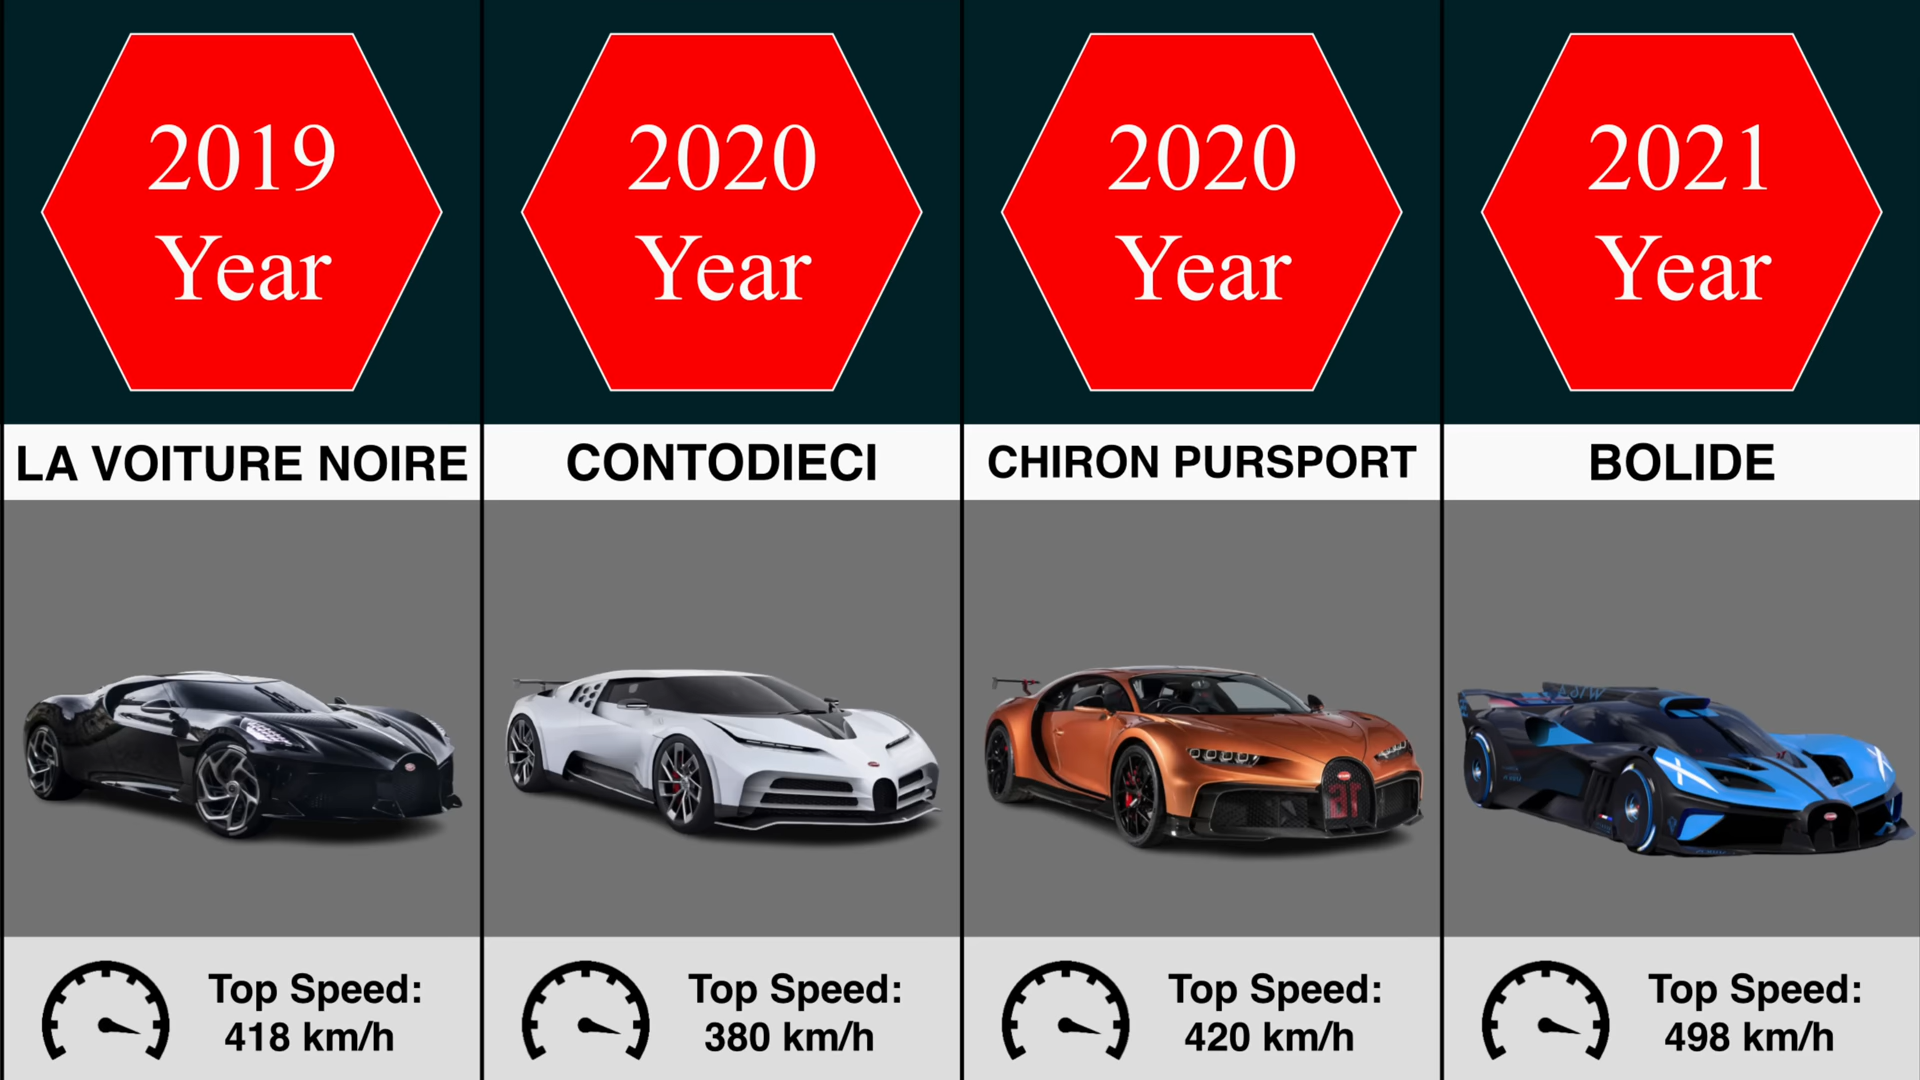 2019
Year
2020
Year
2020
Year
2021
Year
LA VOITURE NOIRE
CONTODIECI
CHIRON PURSPORT
BOLIDE
Top Speed:
418 km/h
Top Speed:
380 km/h
Top Speed:
420 km/h
Top Speed:
498 km/h